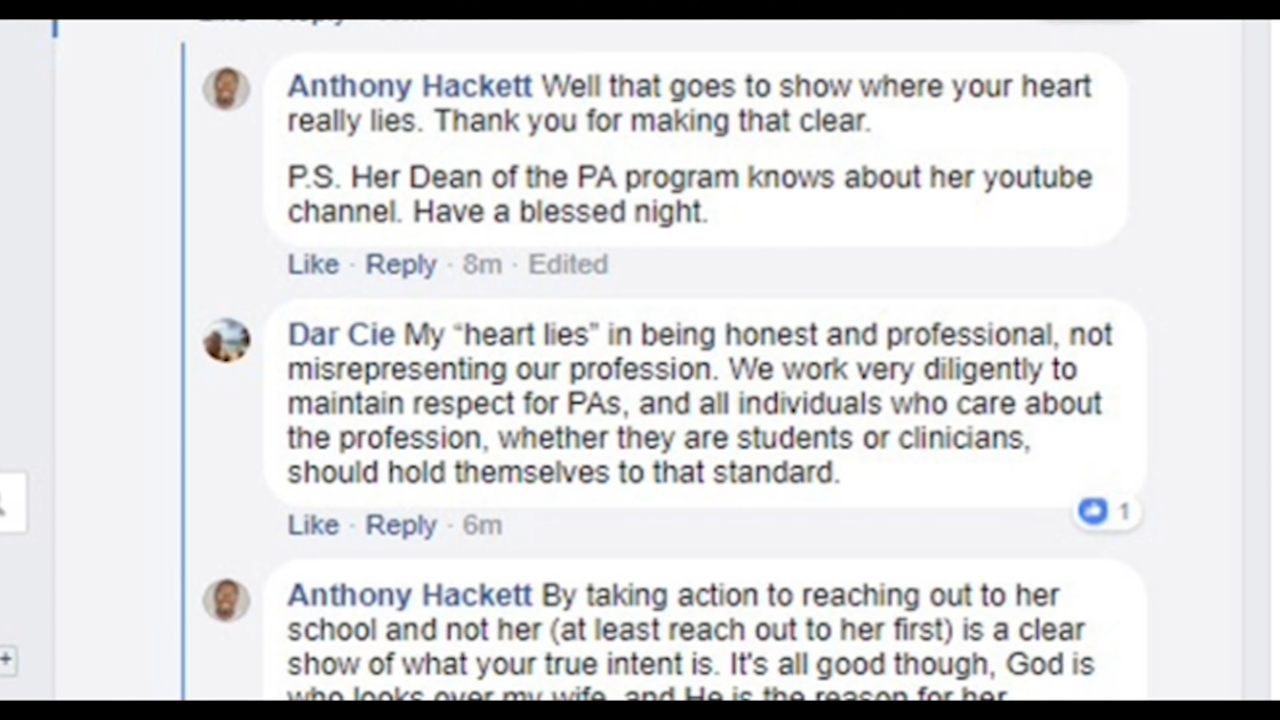 Anthony Hackett Well that goes to show where your heart
really lies. Thank you for making that clear.
P.S. Her Dean of the PA program knows about her youtube
channel. Have a blessed night.
Like · Reply · 8m · Edited
Dar Cie My “heart lies” in being honest and professional, not
misrepresenting our profession. We work very diligently to
maintain respect for PAs, and all individuals who care about
the profession, whether they are students or clinicians,
should hold themselves to that standard.
1
Like · Reply · 6m
Anthony Hackett By taking action to reaching out to her
school and not her (at least reach out to her first) is a clear
show of what your true intent is. It's all good though, God is
who looks over my wife, and He is the reason for her